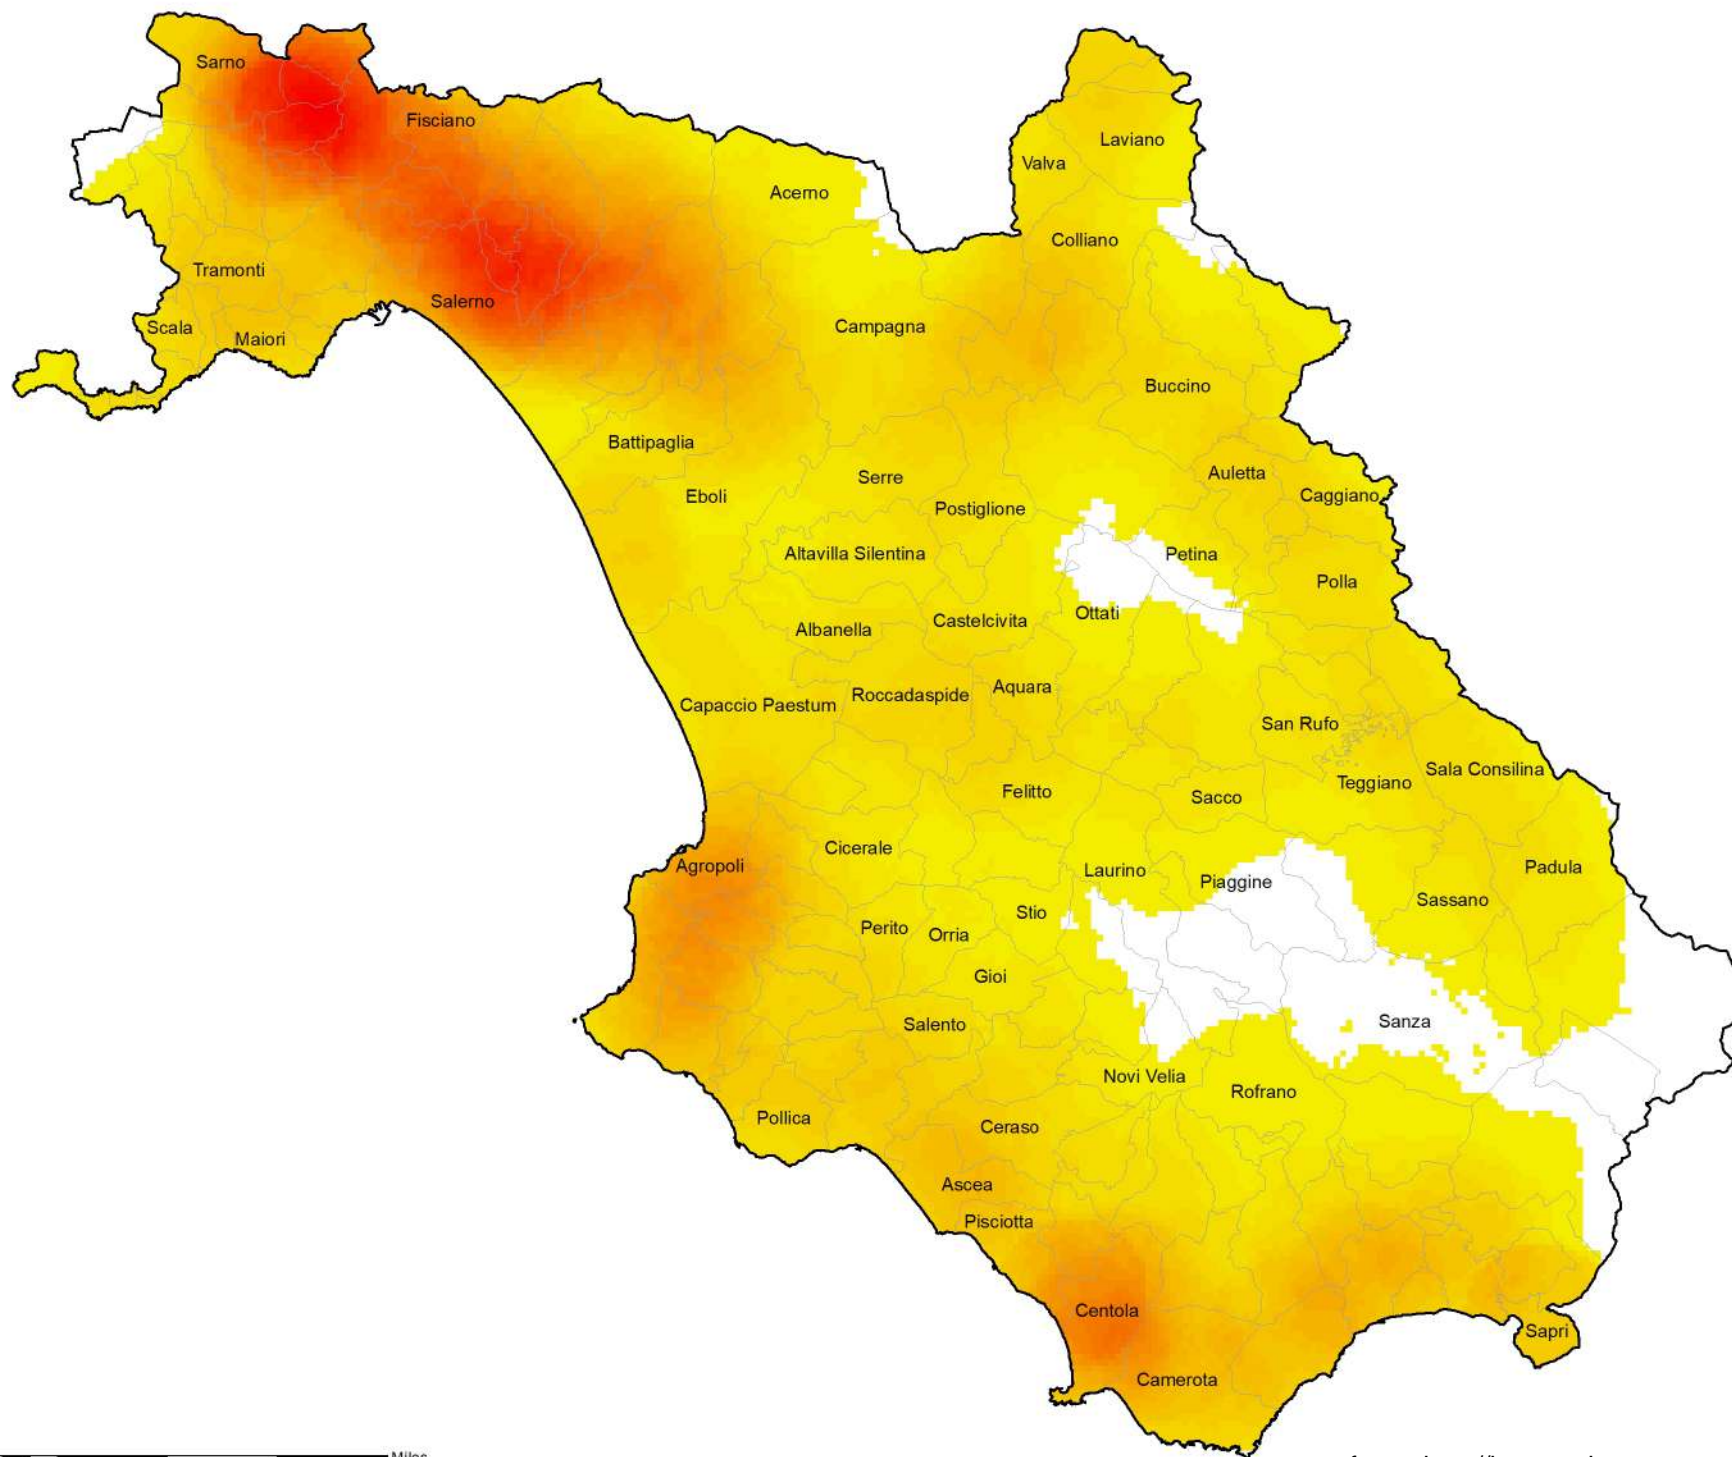 Sarno
Fisciano
Laviano
Valva
Acerno
Colliano
Tramonti
Salerno
Scala
Maiori
Campagna
Buccino
Battipaglia
Auletta
Serre
Eboli
Caggiano
Postiglione
Altavilla Silentina
Petina
Polla
Ottati
Castelcivita
Albanella
Aquara
Roccadaspide
Capaccio Paestum
San Rufo
Sala Consilina
Teggiano
Felitto
Sacco
Cicerale
Agropoli
Padula
Laurino
Piaggine
Sassano
Stio
Perito
Orria
Gioi
Sanza
Salento
Novi Velia
Rofrano
Pollica
Ceraso
Ascea
Pisciotta
Centola
Sapri
Camerota
Miles